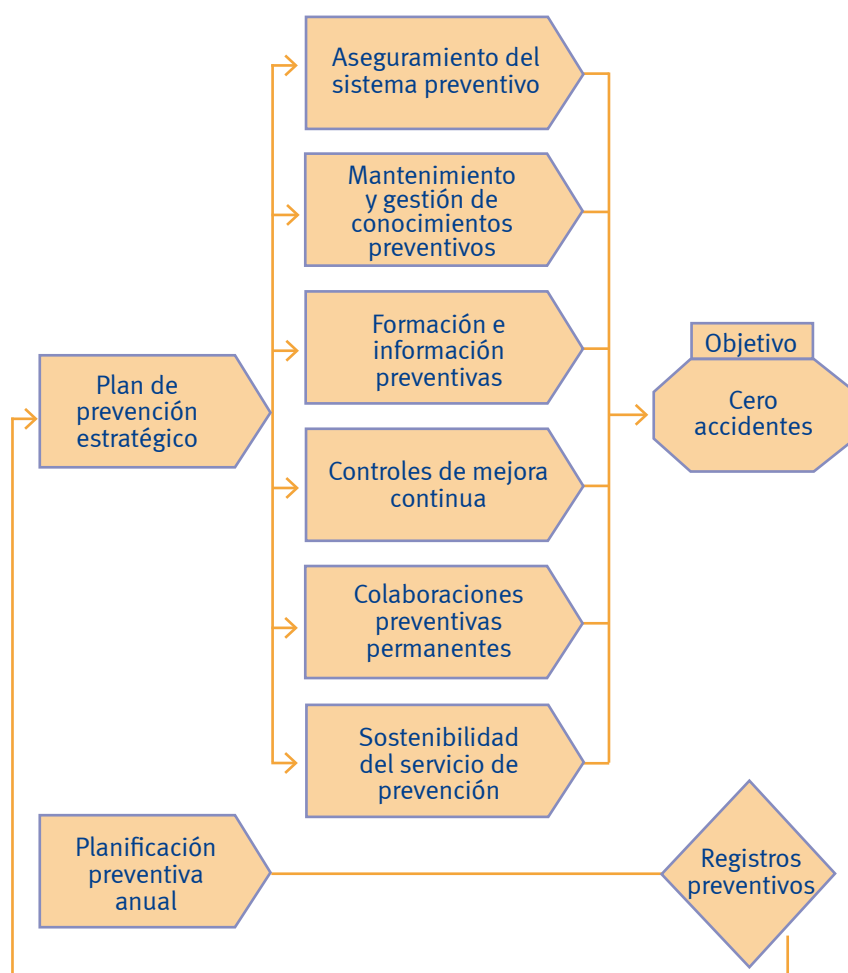 Aseguramiento del
sistema preventivo
Mantenimiento
y gestión de
conocimientos
preventivos
Formación e
información
preventivas
Plan de
prevención
estratégico
Objetivo
Cero
accidentes
Controles de mejora
continua
Colaboraciones
preventivas
permanentes
Sostenibilidad
del servicio de
prevención
Planificación
preventiva
anual
Registros
preventivos